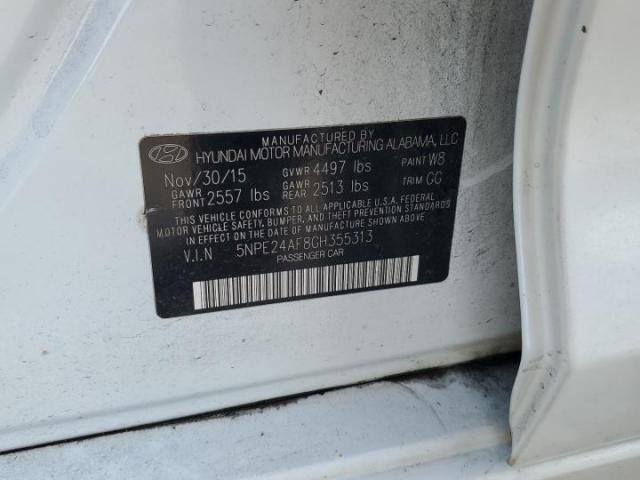 MANUFACTURED BY
HYUNDAI MOTOR MANUFACTURING ALABAMA, LLC
Nov/30/15 GVWR 4497 lbs PAINT W8
GAWR FRONT 2557 lbs GAWR REAR 2513 lbs TRIM GG
THIS VEHICLE CONFORMS TO ALL APPLICABLE U.S.A. FEDERAL
MOTOR VEHICLE SAFETY, BUMPER, AND THEFT PREVENTION STANDARDS
IN EFFECT ON THE DATE OF MANUFACTURE SHOWN ABOVE.
V.I.N 5NPE24AF8GH355313
PASSENGER CAR